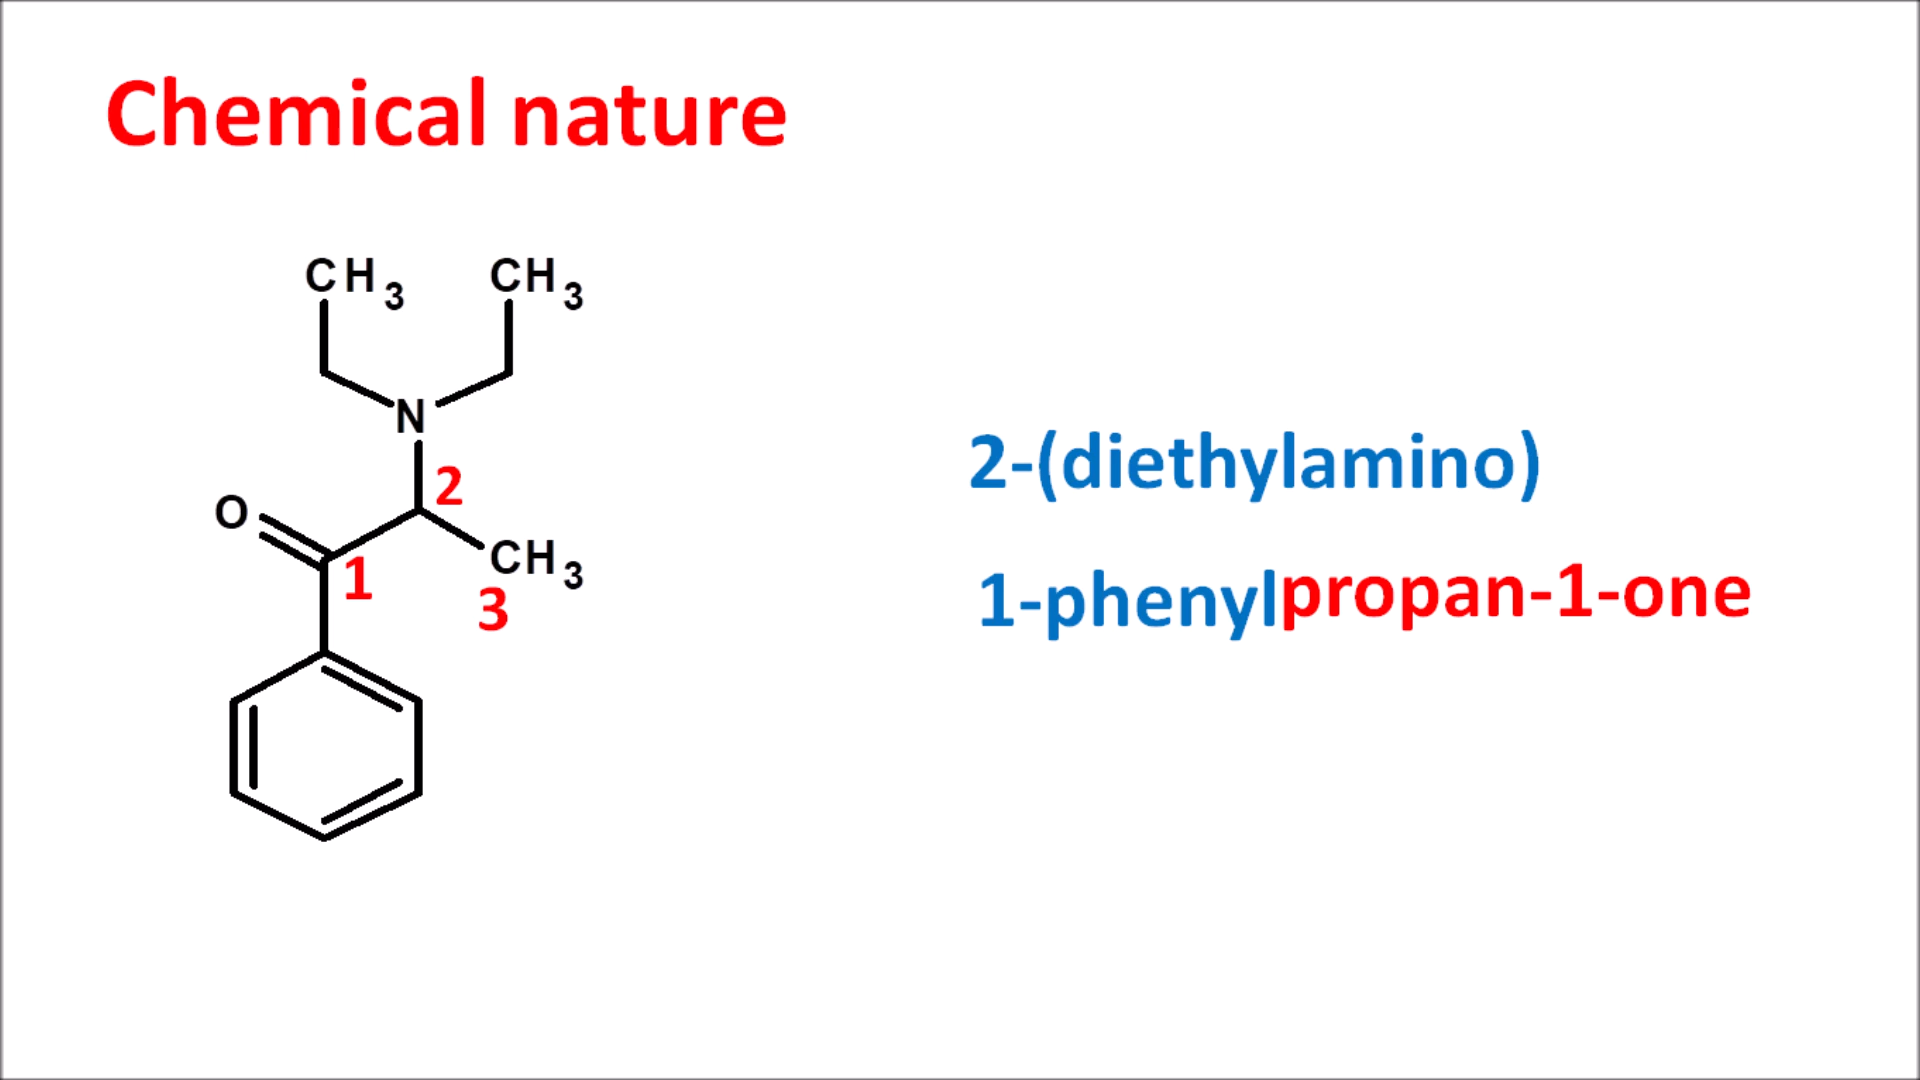 Chemical nature
CH3 CH3
N
2
O
1
CH3
3
2-(diethylamino)
1-phenylpropan-1-one